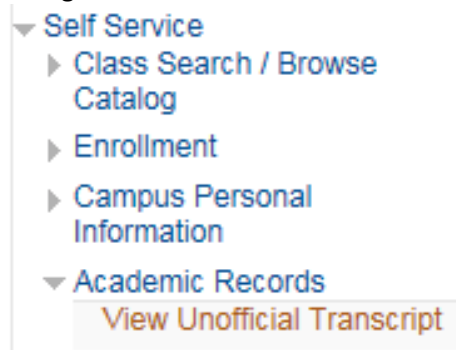 Self Service
Class Search / Browse
Catalog
Enrollment
Campus Personal
Information
Academic Records
View Unofficial Transcript